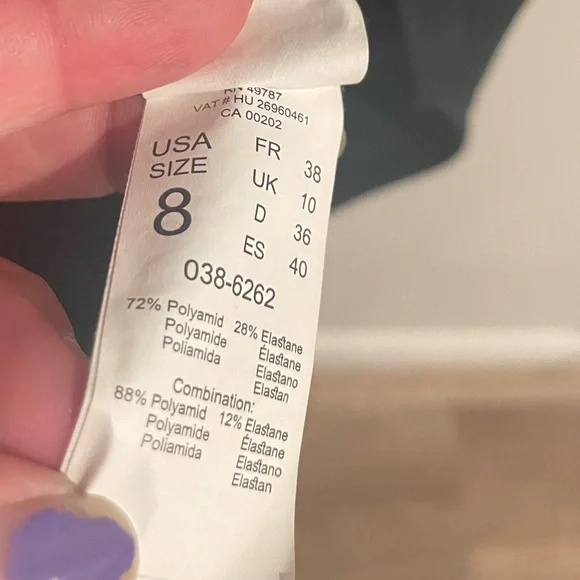 RN 49787
VAT # HU 26960461
CA 00202
USA
SIZE
8
FR 38
UK 10
D 36
ES 40
038-6262
72% Polyamid 28% Elastane
Polyamide Élastane
Poliamida Elastano
Elastan
Combination:
88% Polyamid 12% Elastane
Polyamide Élastane
Poliamida Elastano
Elastan